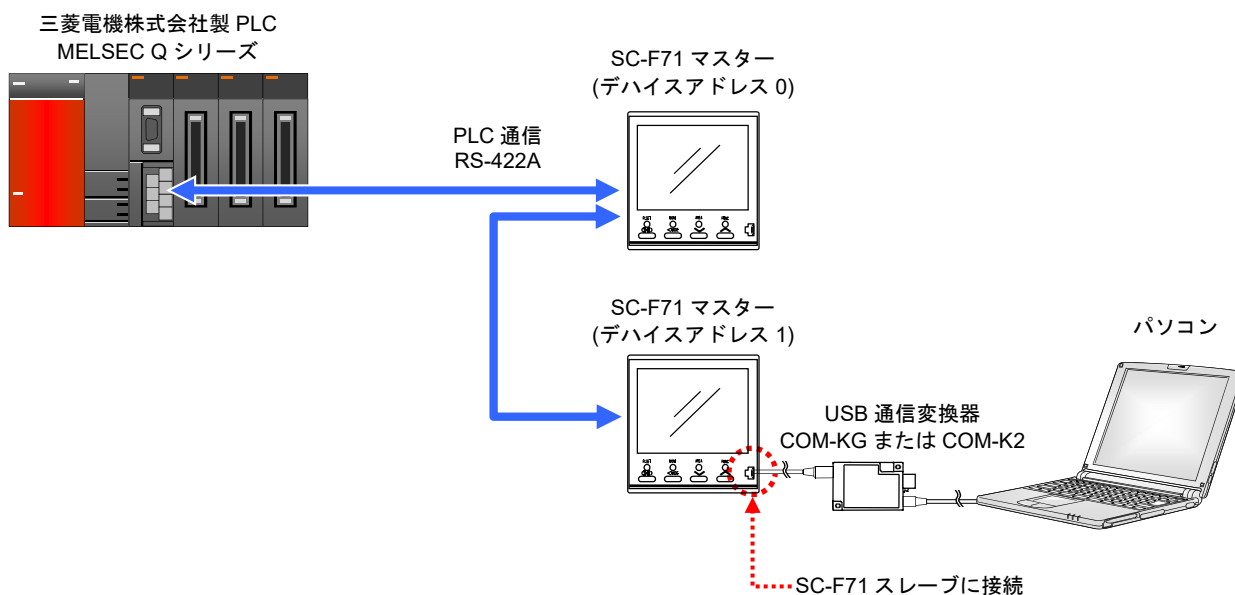 三菱電機株式会社製 PLC
MELSEC Q シリーズ
SC-F71 マスター
(デハイスアドレス 0)
PLC 通信
RS-422A
SC-F71 マスター
(デハイスアドレス 1)
パソコン
USB 通信変換器
COM-KG または COM-K2
SC-F71 スレーブに接続